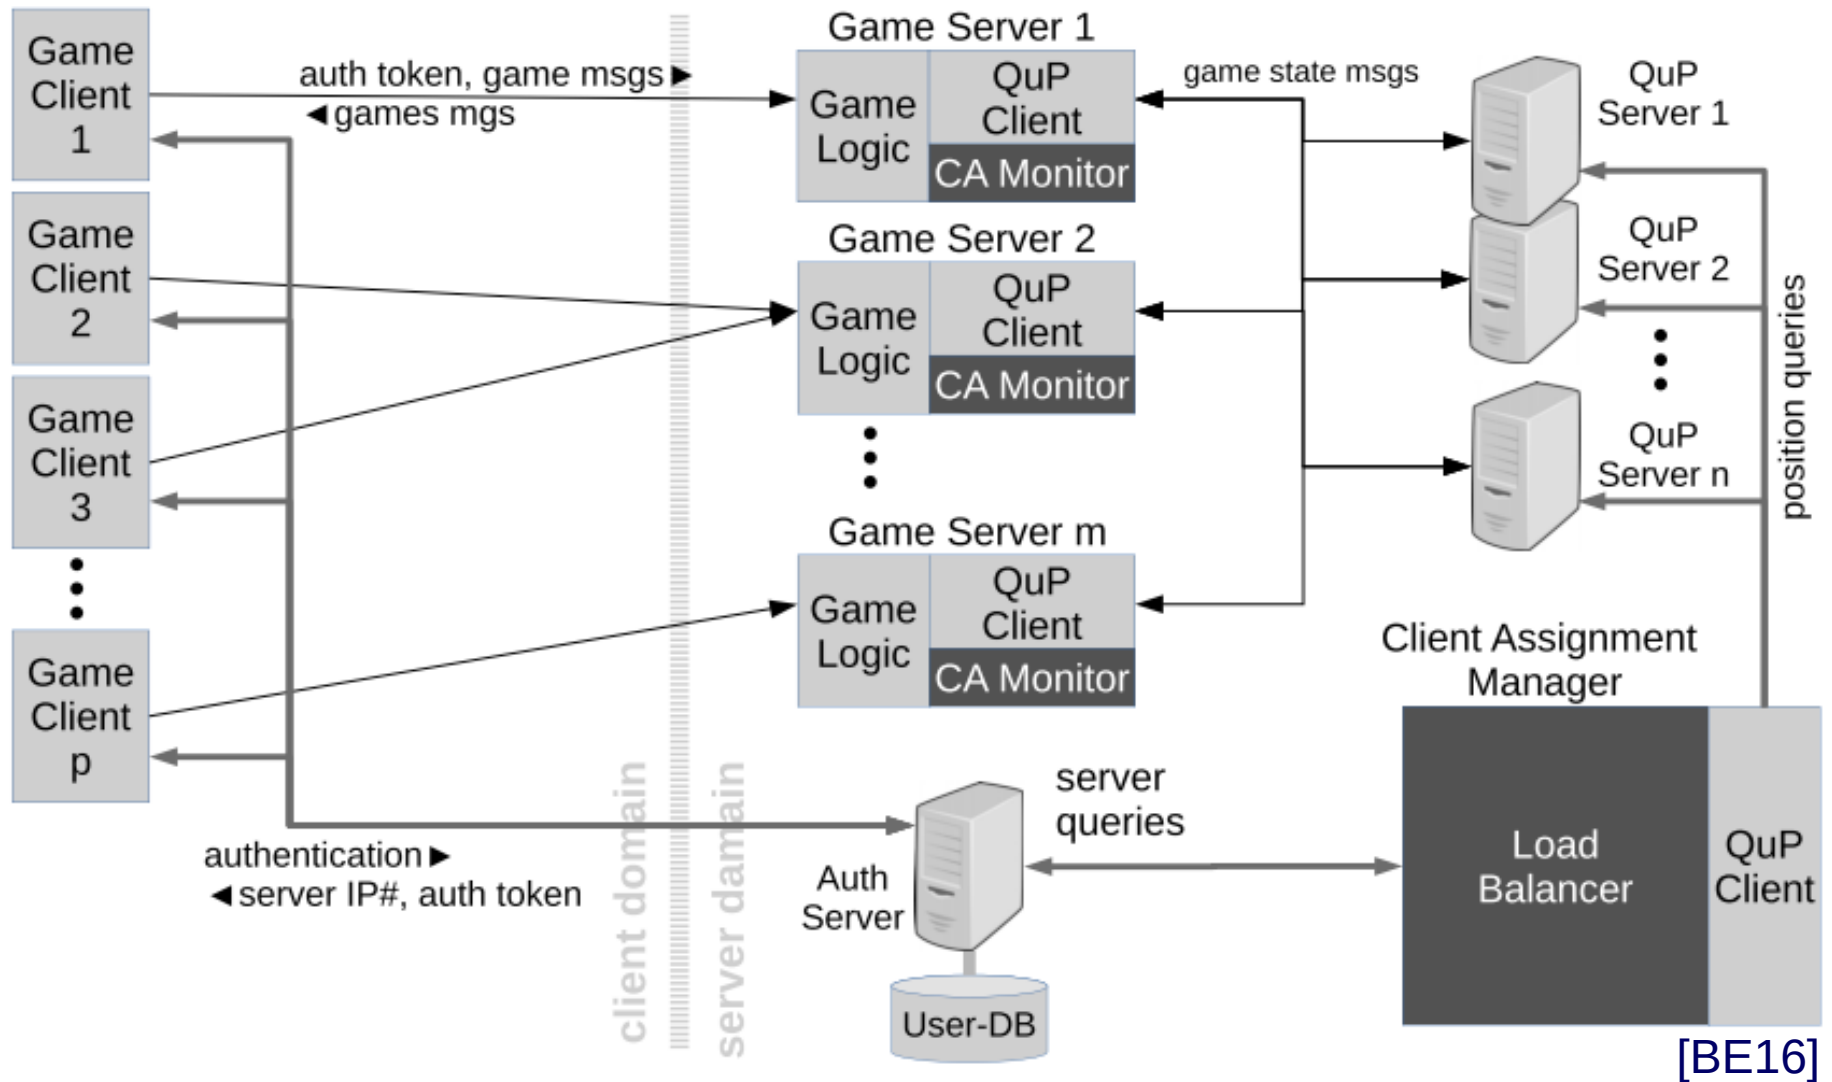 Game
Client
1
Game
Client
2
Game
Client
3
Game
Client
p
auth token, game msgs ►
◄ games mgs
authentication ►
◄ server IP#, auth token
client domain
server damain
Game Server 1
Game
Logic
QuP
Client
CA Monitor
Game Server 2
Game
Logic
QuP
Client
CA Monitor
Game Server m
Game
Logic
QuP
Client
CA Monitor
game state msgs
QuP
Server 1
QuP
Server 2
QuP
Server n
position queries
Client Assignment
Manager
Load
Balancer
QuP
Client
server
queries
Auth
Server
User-DB
[BE16]